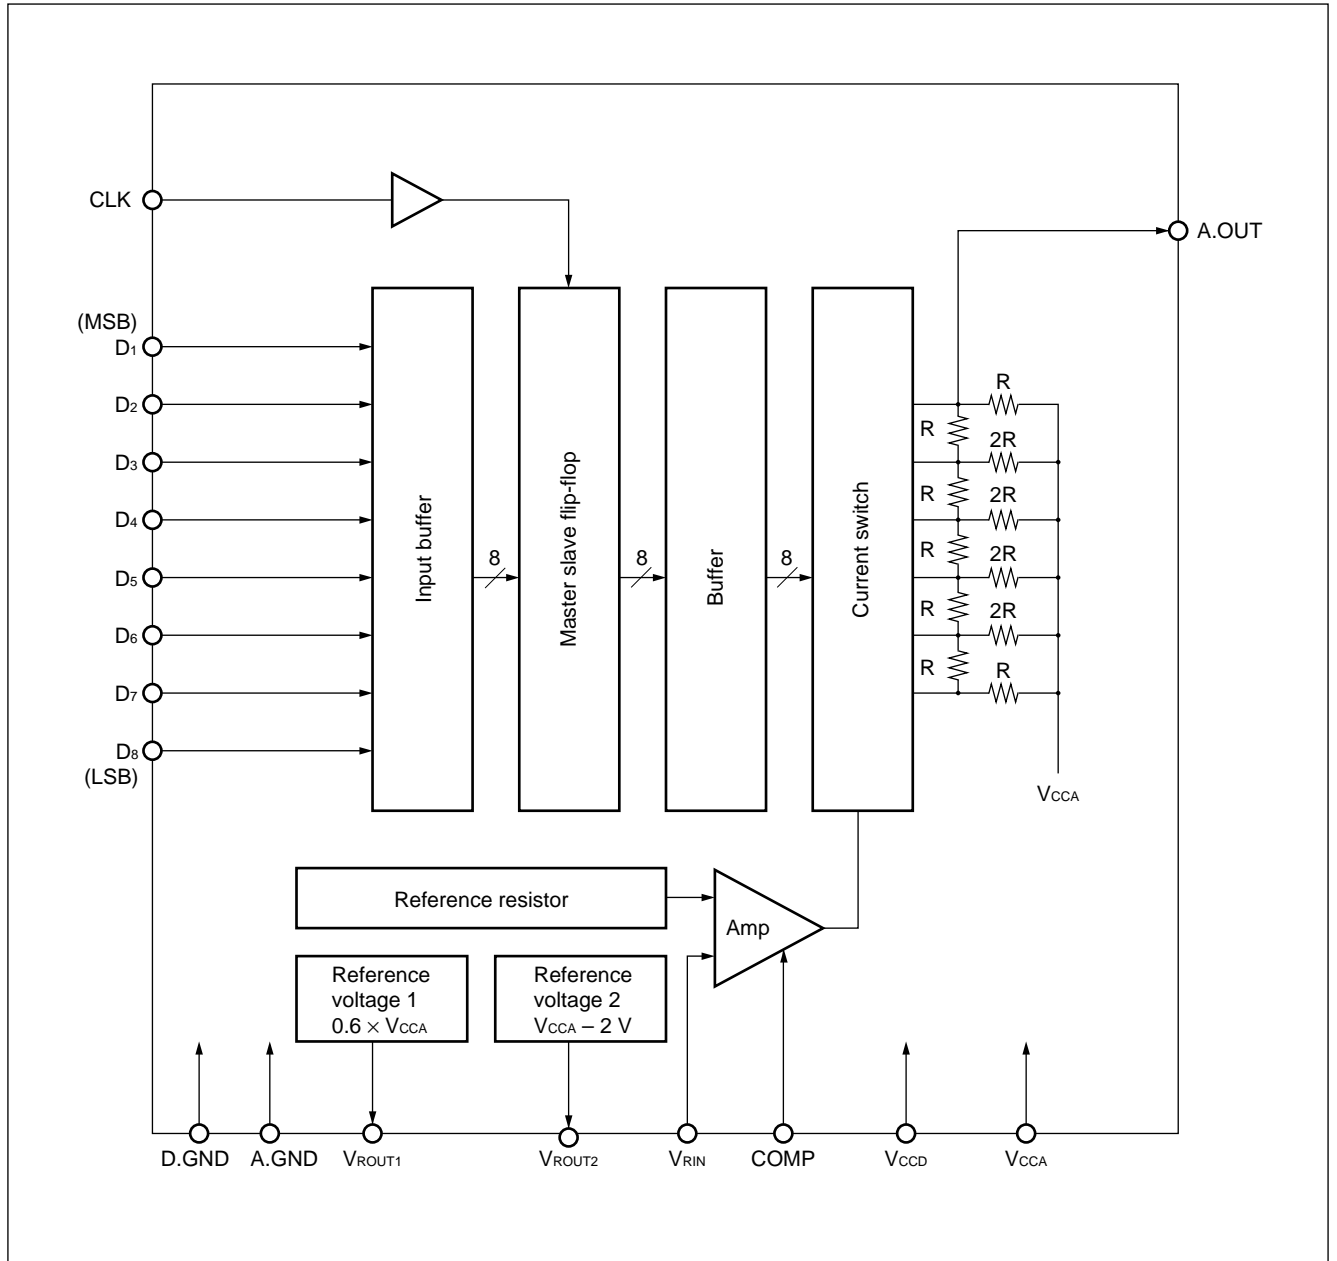 CLK
A.OUT
(MSB)
D1
D2
D3
D4
D5
D6
D7
D8
(LSB)
Input buffer
8
Master slave flip-flop
8
Buffer
8
Current switch
R
R
2R
R
2R
R
2R
R
2R
R
R
VCCA
Reference resistor
Amp
Reference
voltage 1
0.6 × VCCA
Reference
voltage 2
VCCA – 2 V
D.GND
A.GND
VROUT1
VROUT2
VRIN
COMP
VCCD
VCCA